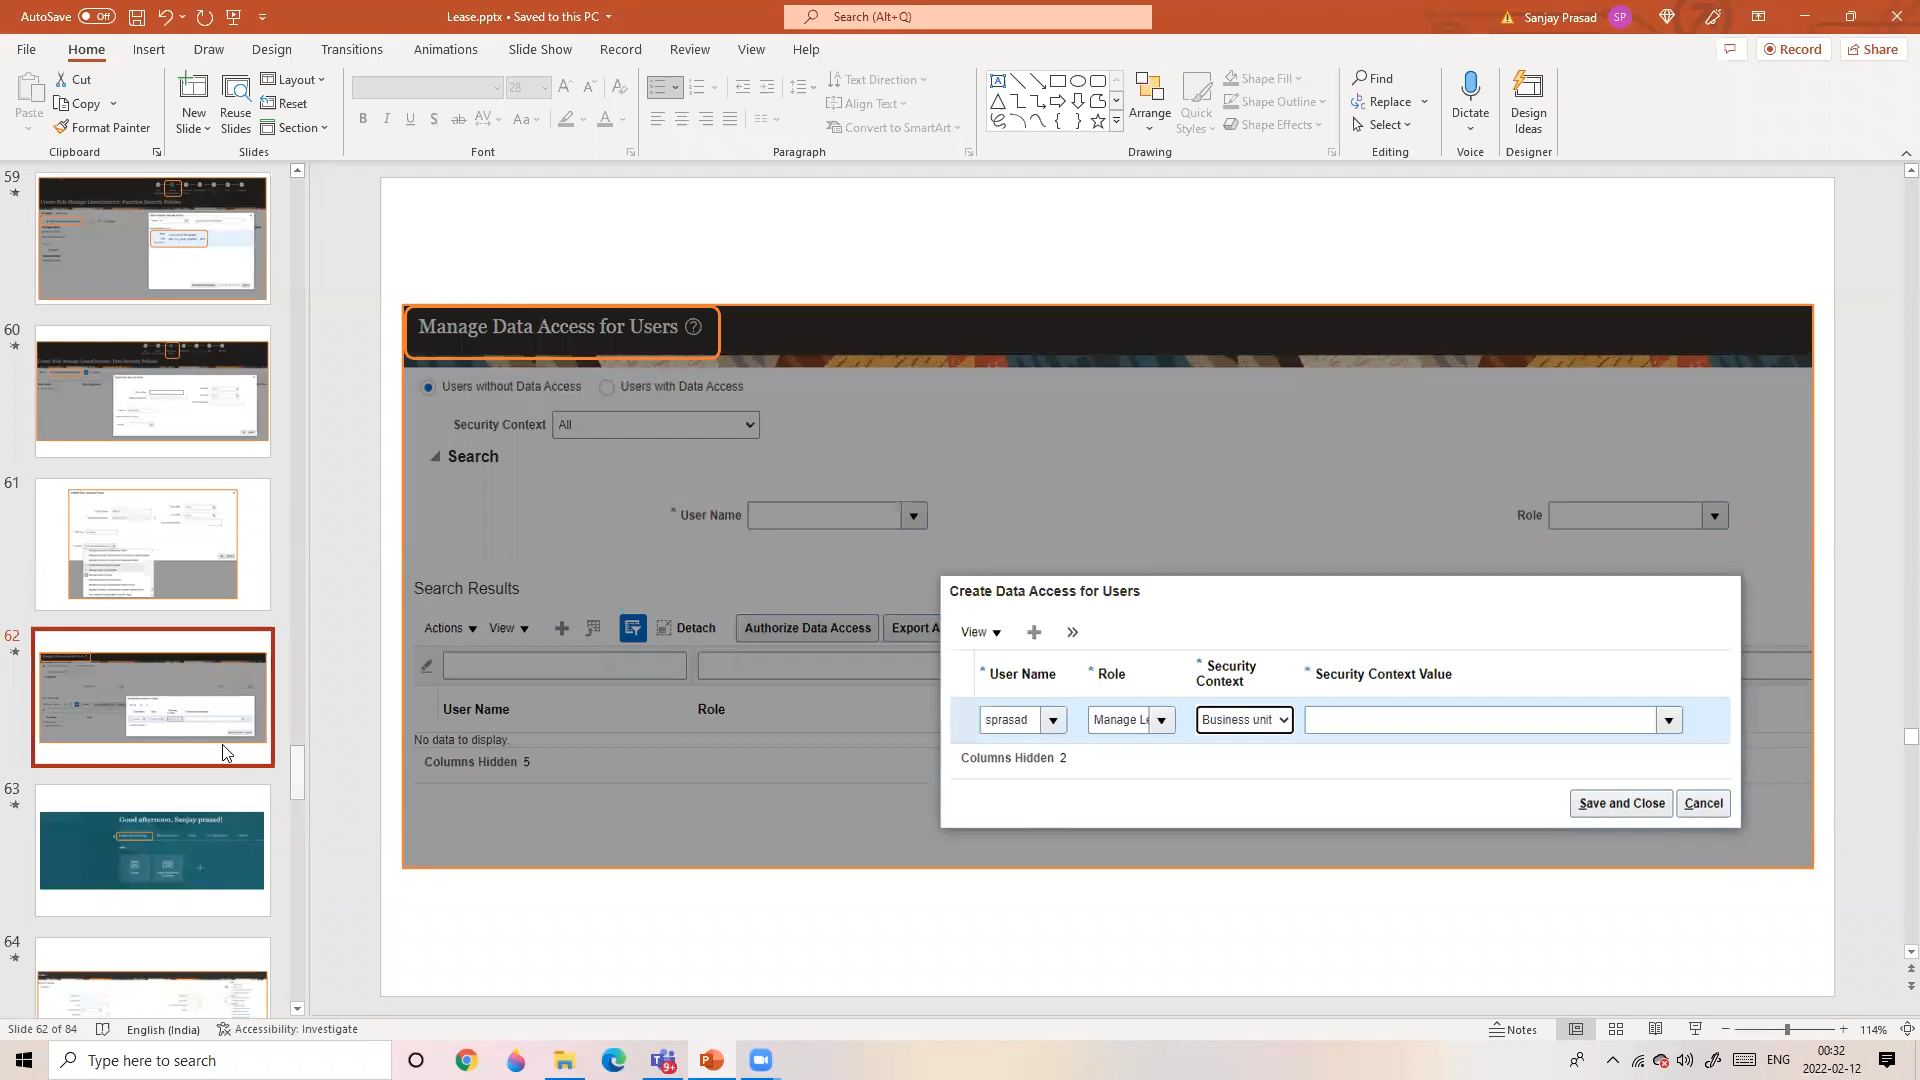 AutoSave Off Lease.pptx • Saved to this PC Search (Alt+Q) Sanjay Prasad SP
File Home Insert Draw Design Transitions Animations Slide Show Record Review View Help Record Share
Paste Cut Copy Format Painter
New Slide Reuse Slides Layout Reset Section
28
Text Direction Align Text Convert to SmartArt
Arrange Quick Styles Shape Fill Shape Outline Shape Effects
Find Replace Select Dictate Design Ideas
Clipboard Slides Font Paragraph Drawing Editing Voice Designer
59
60
61
62
63
Good afternoon, Sanjay prasad!
64
Manage Data Access for Users
Users without Data Access Users with Data Access
Security Context All
Search
* User Name Role
Search Results
Actions View Detach Authorize Data Access Export A
User Name Role
No data to display.
Columns Hidden 5
Create Data Access for Users
View
* User Name * Role * Security Context * Security Context Value
sprasad Manage Le Business unit
Columns Hidden 2
Save and Close Cancel
Slide 62 of 84 English (India) Accessibility: Investigate Notes 114%
Type here to search 9+ ENG 00:32
2022-02-12